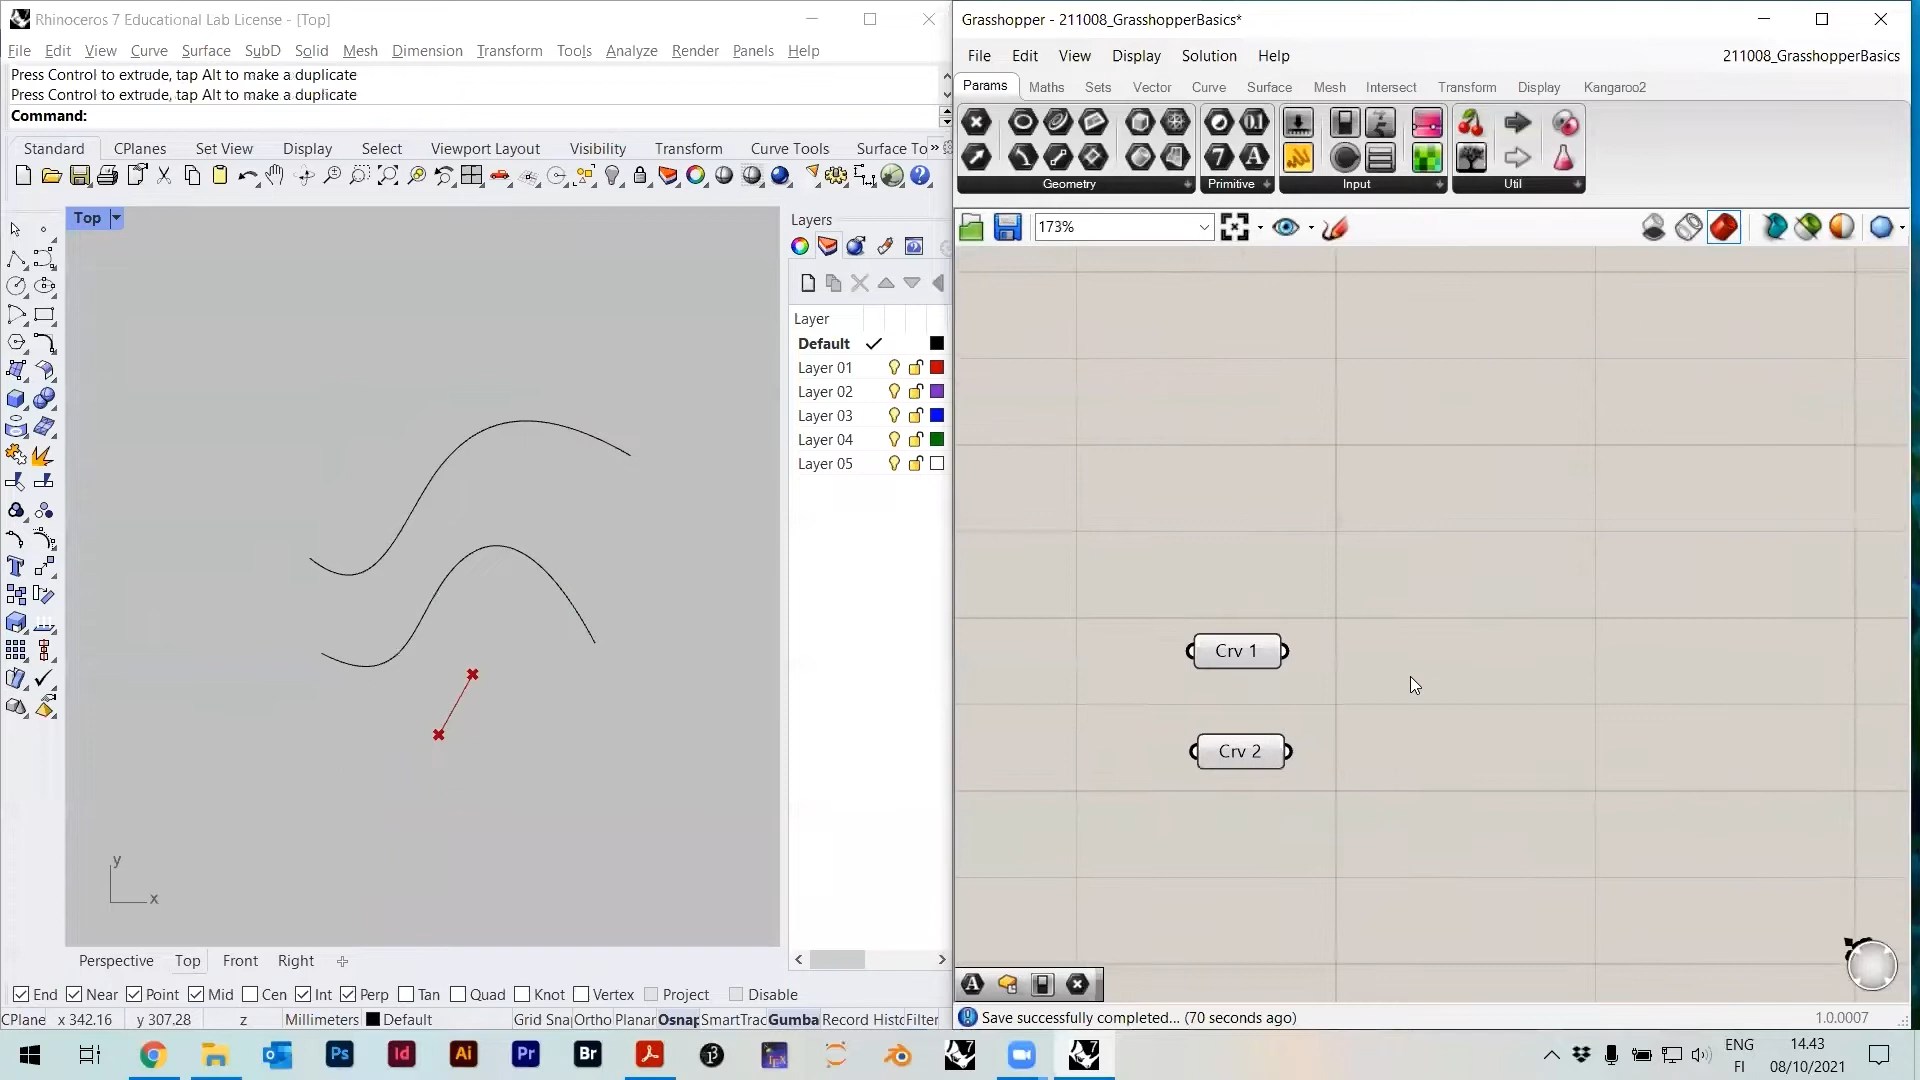 Rhinoceros 7 Educational Lab License - [Top]
File Edit View Curve Surface SubD Solid Mesh Dimension Transform Tools Analyze Render Panels Help
Press Control to extrude, tap Alt to make a duplicate
Press Control to extrude, tap Alt to make a duplicate
Command:
Standard CPlanes Set View Display Select Viewport Layout Visibility Transform Curve Tools Surface To»
Top
Layers
Layer
Default
Layer 01
Layer 02
Layer 03
Layer 04
Layer 05
y
x
Perspective Top Front Right
End Near Point Mid Cen Int Perp Tan Quad Knot Vertex Project Disable
CPlane x 342.16 y 307.28 z Millimeters Default Grid Sna Ortho Planar Osnap SmartTrac Gumba Record Histo Filter
Grasshopper - 211008_GrasshopperBasics*
File Edit View Display Solution Help 211008_GrasshopperBasics
Params Maths Sets Vector Curve Surface Mesh Intersect Transform Display Kangaroo2
Geometry Primitive Input Util
173%
Crv 1
Crv 2
Save successfully completed... (70 seconds ago) 1.0.0007
Ps Id Ai Pr Br
ENG
FI
14.43
08/10/2021